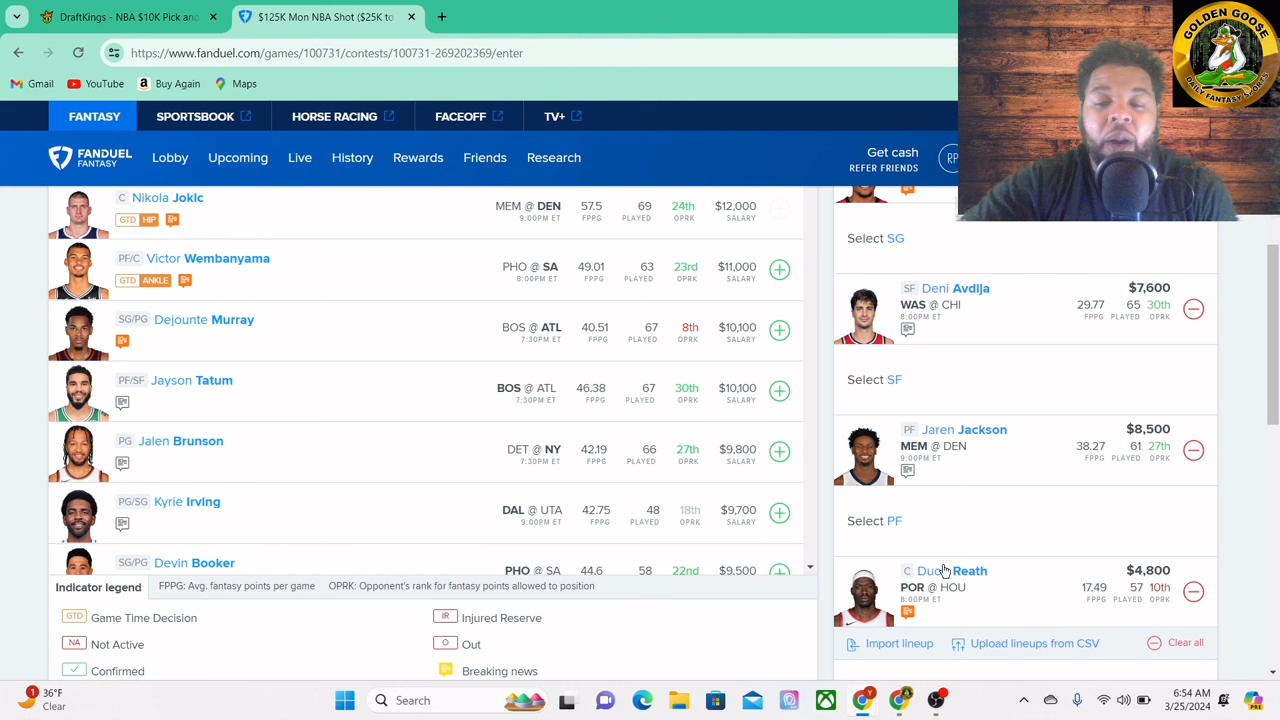 DraftKings - NBA $10K Pick and
$125K Mon NBA Shot ($25K to
https://www.fanduel.com/games/100731/contests/100731-269202369/enter
Gmail YouTube Buy Again Maps
GOLDEN GOOSE
DAILY FANTASY SPORTS
FANTASY SPORTSBOOK HORSE RACING FACEOFF TV+
FANDUEL
FANTASY
Lobby Upcoming Live History Rewards Friends Research
Get cash
REFER FRIENDS
RP
C Nikola Jokic
GTD HIP
MEM @ DEN 57.5 69 24th $12,000
9:00PM ET FPPG PLAYED OPRK SALARY
PF/C Victor Wembanyama
GTD ANKLE
PHO @ SA 49.01 63 23rd $11,000
8:00PM ET FPPG PLAYED OPRK SALARY
SG/PG Dejounte Murray
BOS @ ATL 40.51 67 8th $10,100
7:30PM ET FPPG PLAYED OPRK SALARY
PF/SF Jayson Tatum
BOS @ ATL 46.38 67 30th $10,100
7:30PM ET FPPG PLAYED OPRK SALARY
PG Jalen Brunson
DET @ NY 42.19 66 27th $9,800
7:30PM ET FPPG PLAYED OPRK SALARY
PG/SG Kyrie Irving
DAL @ UTA 42.75 48 18th $9,700
9:00PM ET FPPG PLAYED OPRK SALARY
SG/PG Devin Booker
PHO @ SA 44.6 58 22nd $9,500
Indicator legend FPPG: Avg. fantasy points per game OPRK: Opponent's rank for fantasy points allowed to position
GTD Game Time Decision
IR Injured Reserve
NA Not Active
O Out
Confirmed
Breaking news
Select SG
SF Deni Avdija $7,600
WAS @ CHI 29.77 65 30th
8:00PM ET FPPG PLAYED OPRK
Select SF
PF Jaren Jackson $8,500
MEM @ DEN 38.27 61 27th
9:00PM ET FPPG PLAYED OPRK
Select PF
C Duo Reath $4,800
POR @ HOU 17.49 57 10th
8:00PM ET FPPG PLAYED OPRK
Import lineup Upload lineups from CSV Clear all
1
36°F
Clear
Search
6:54 AM
3/25/2024